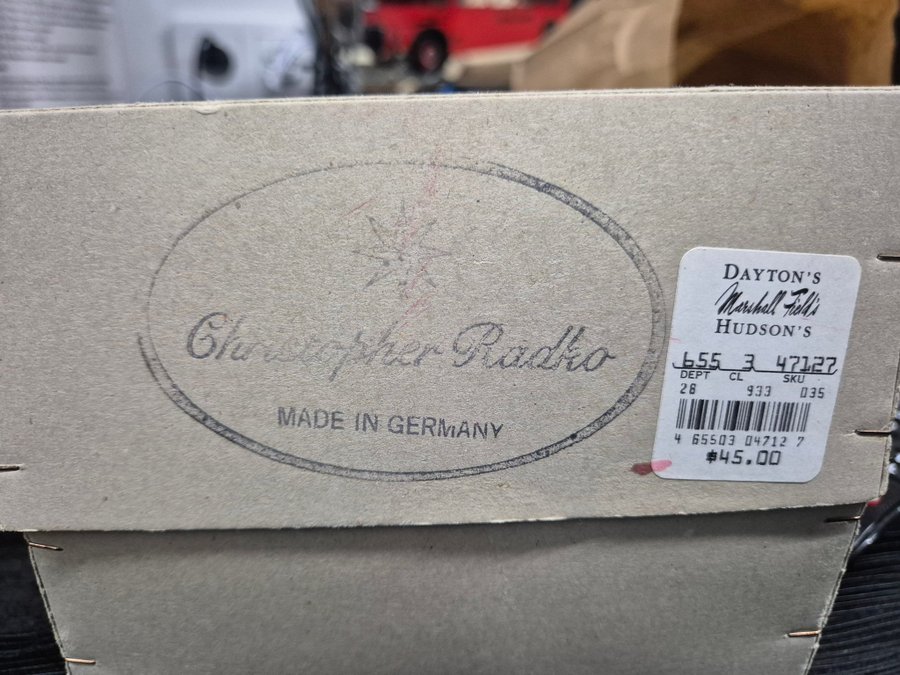 Christopher Radko
MADE IN GERMANY
DAYTON'S
Marshall Field's
HUDSON'S
655 3 47127
DEPT CL SKU
28 933 035
4 65503 04712 7
$45.00